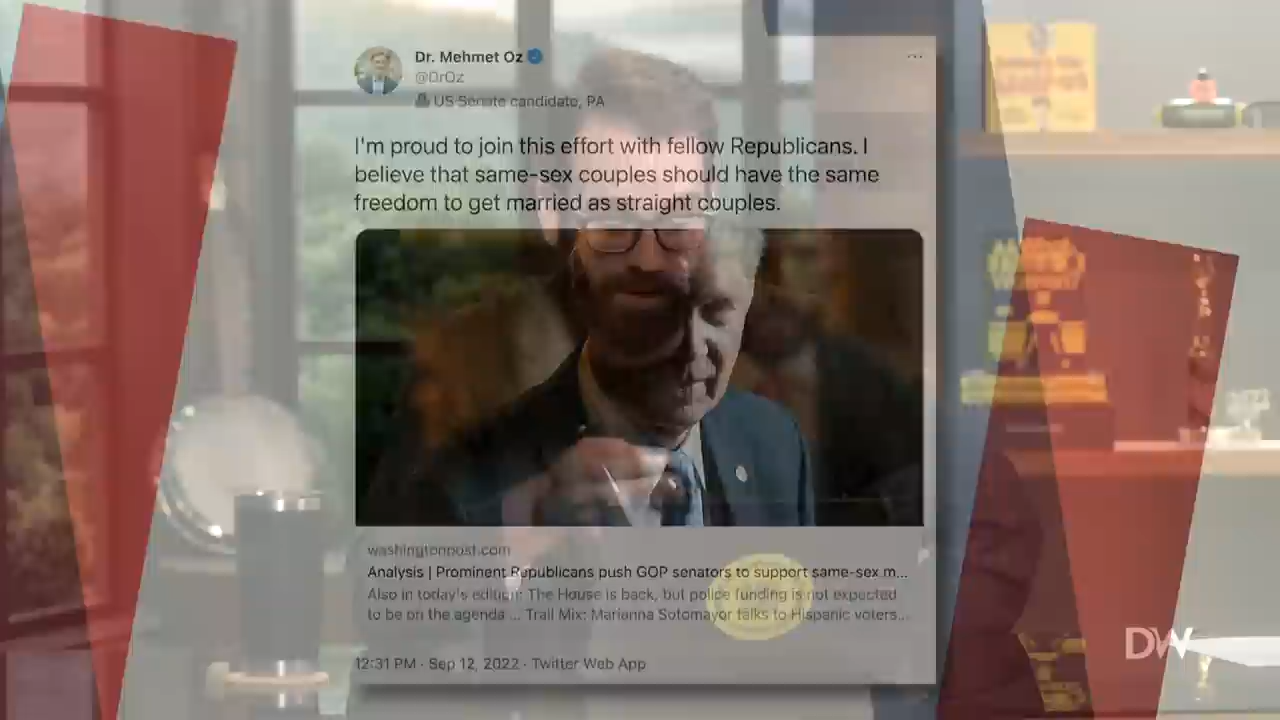 Dr. Mehmet Oz
@DrOz
US Senate candidate, PA
I'm proud to join this effort with fellow Republicans. I
believe that same-sex couples should have the same
freedom to get married as straight couples.
washingtonpost.com
Analysis | Prominent Republicans push GOP senators to support same-sex m...
Also in today's edition: The House is back, but police funding is not expected
to be on the agenda ... Trail Mix: Marianna Sotomayor talks to Hispanic voters...
12:31 PM · Sep 12, 2022 · Twitter Web App
DW